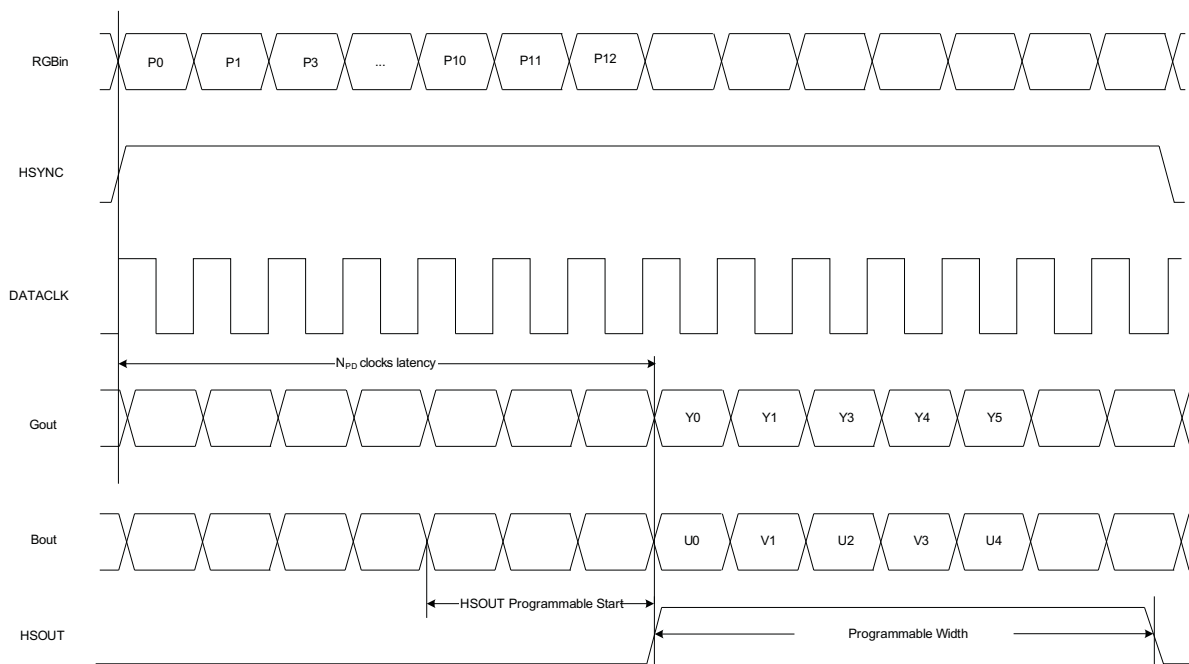 RGBin P0 P1 P3 ... P10 P11 P12
HSYNC
DATACLK
NPD clocks latency
Gout Y0 Y1 Y3 Y4 Y5
Bout U0 V1 U2 V3 U4
HSOUT Programmable Start
HSOUT Programmable Width